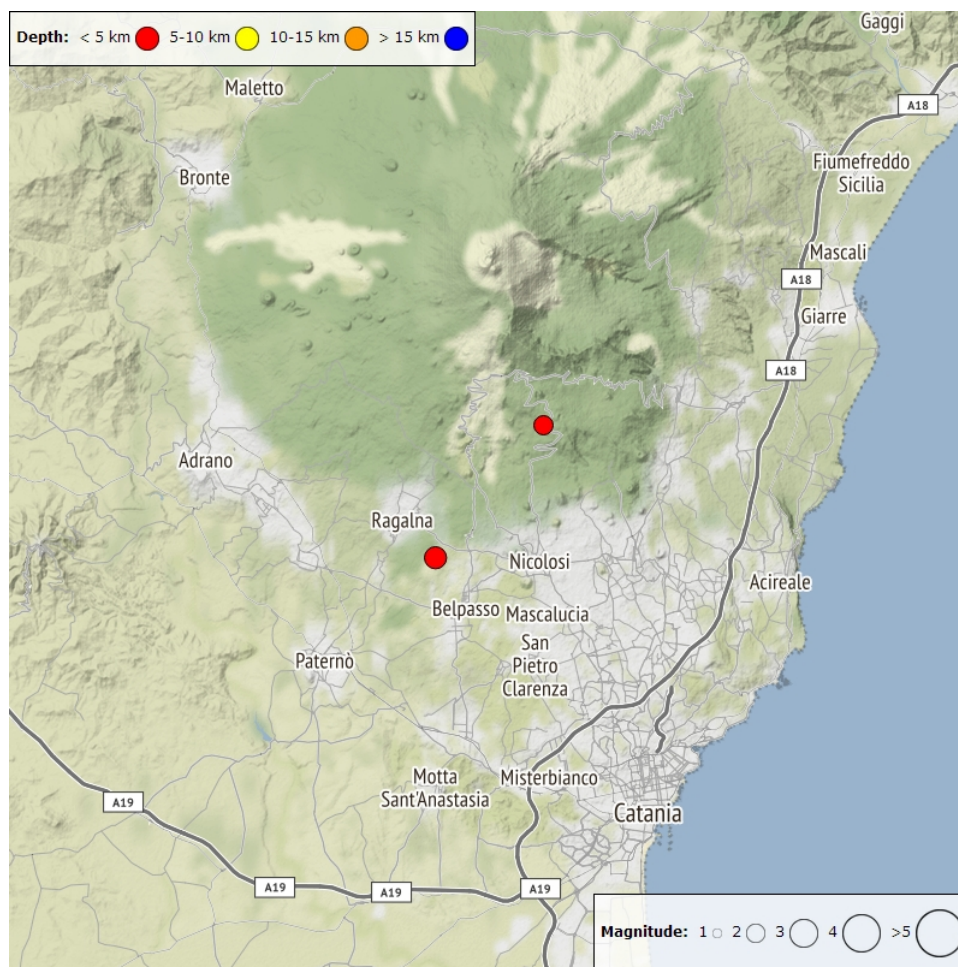 Depth: < 5 km 5-10 km 10-15 km > 15 km
Gaggi
Maletto
A18
Bronte
Fiumefreddo
Sicilia
Mascali
A18
Giarre
A18
Adrano
Ragalna
Nicolosi
Acireale
Belpasso
Mascalucia
San
Pietro
Clarenza
Paternò
Motta
Sant'Anastasia
Misterbianco
A19
Catania
A19
A19
A19
Magnitude: 1 2 3 4 >5